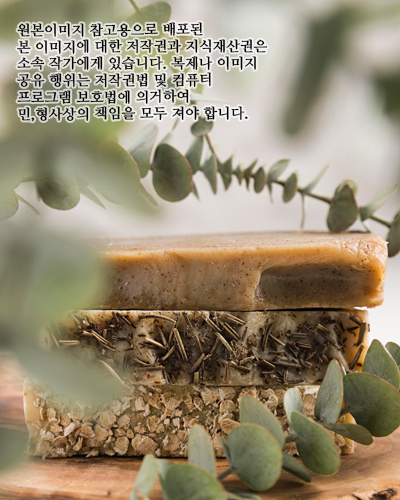 원본이미지 참고용으로 배포된
본 이미지에 대한 저작권과 지식재산권은
소속 작가에게 있습니다. 복제나 이미지
공유 행위는 저작권법 및 컴퓨터
프로그램 보호법에 의거하여
민,형사상의 책임을 모두 져야 합니다.